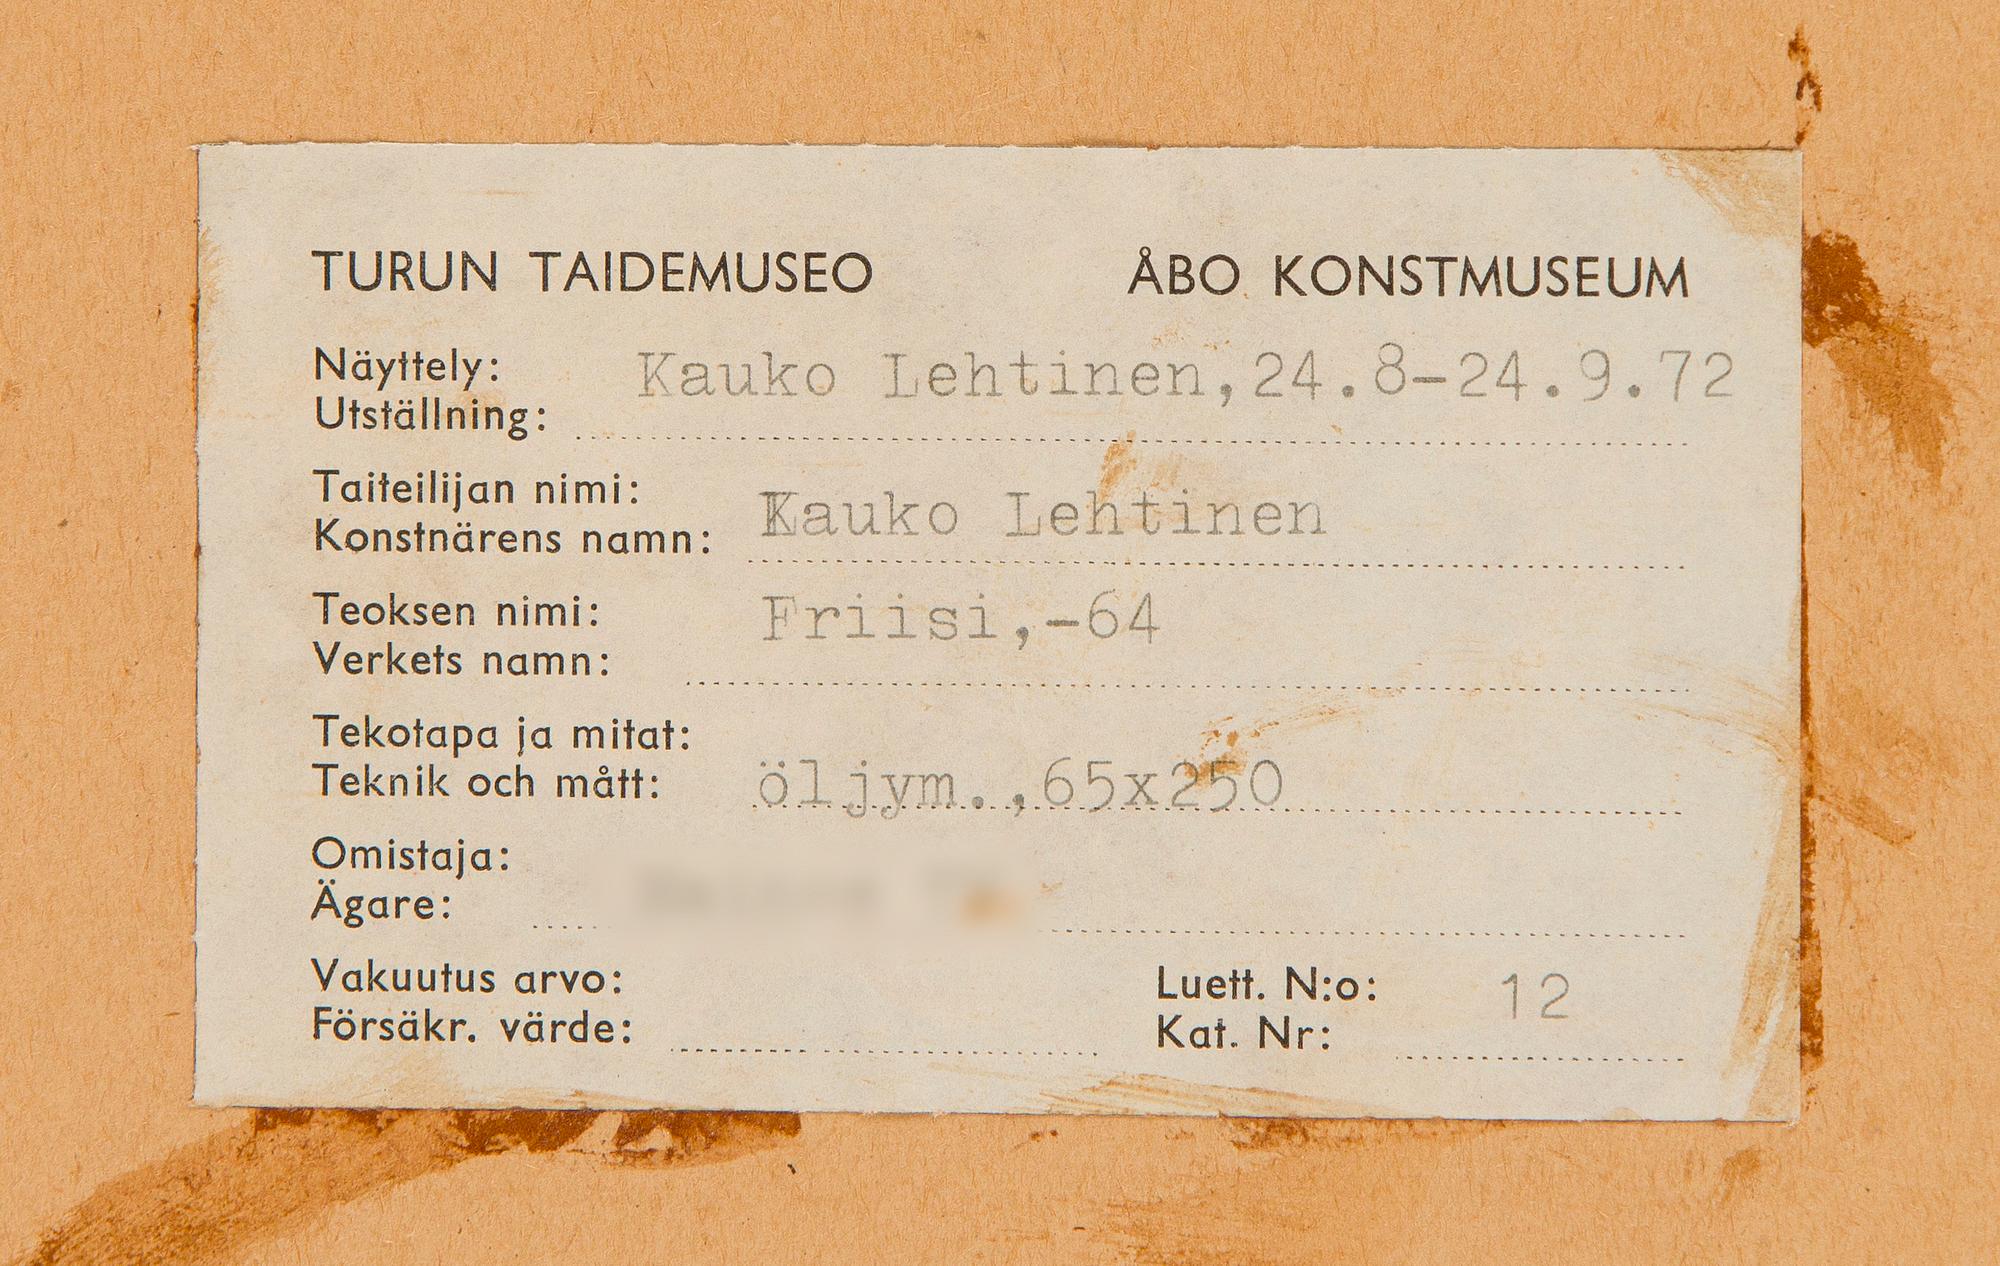 TURUN TAIDEMUSEO ÅBO KONSTMUSEUM
Näyttely: Kauko Lehtinen,24.8-24.9.72
Utställning:
Taiteilijan nimi:
Konstnärens namn: Kauko Lehtinen
Teoksen nimi: Friisi,-64
Verkets namn:
Tekotapa ja mitat:
Teknik och mått: öljym.,65x250
Omistaja:
Ägare:
Vakuutus arvo: Luett. N:o: 12
Försäkr. värde: Kat. Nr: